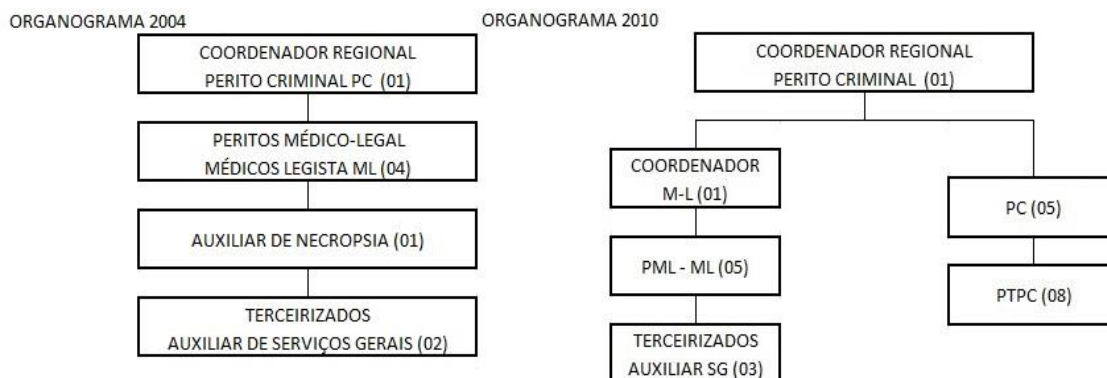 ORGANOGRAMA 2004
COORDENADOR REGIONAL
PERITO CRIMINAL PC (01)
PERITOS MÉDICO-LEGAL
MÉDICOS LEGISTA ML (04)
AUXILIAR DE NECROPSIA (01)
TERCEIRIZADOS
AUXILIAR DE SERVIÇOS GERAIS (02)
ORGANOGRAMA 2010
COORDENADOR REGIONAL
PERITO CRIMINAL (01)
COORDENADOR
M-L (01)
PML - ML (05)
TERCEIRIZADOS
AUXILIAR SG (03)
PC (05)
PTPC (08)